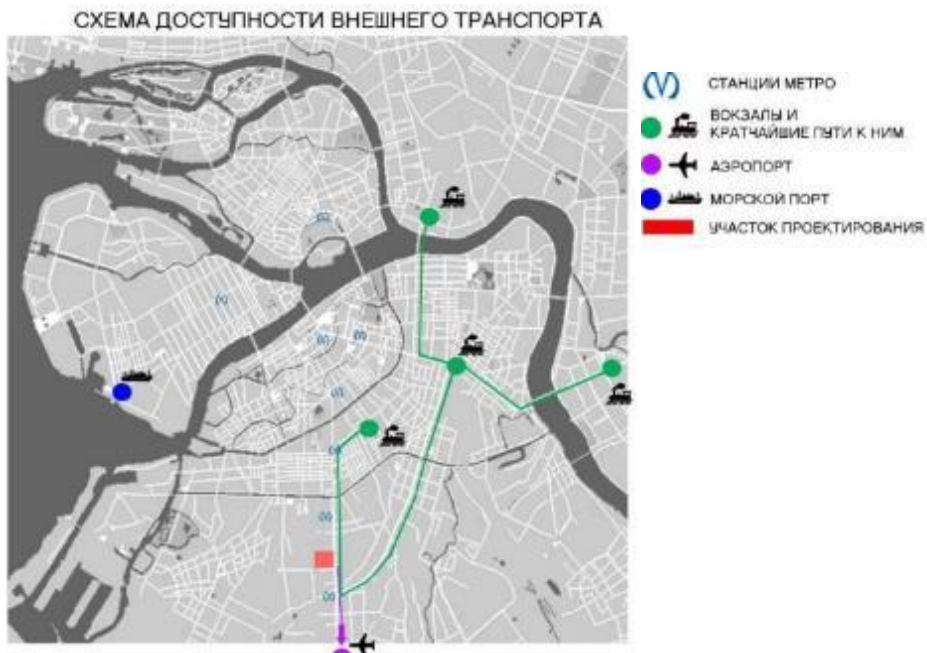 СХЕМА ДОСТУПНОСТИ ВНЕШНЕГО ТРАНСПОРТА
СТАНЦИИ МЕТРО
ВОКЗАЛЫ И
КРАТЧАЙШИЕ ПУТИ К НИМ
АЭРОПОРТ
МОРСКОЙ ПОРТ
УЧАСТОК ПРОЕКТИРОВАНИЯ